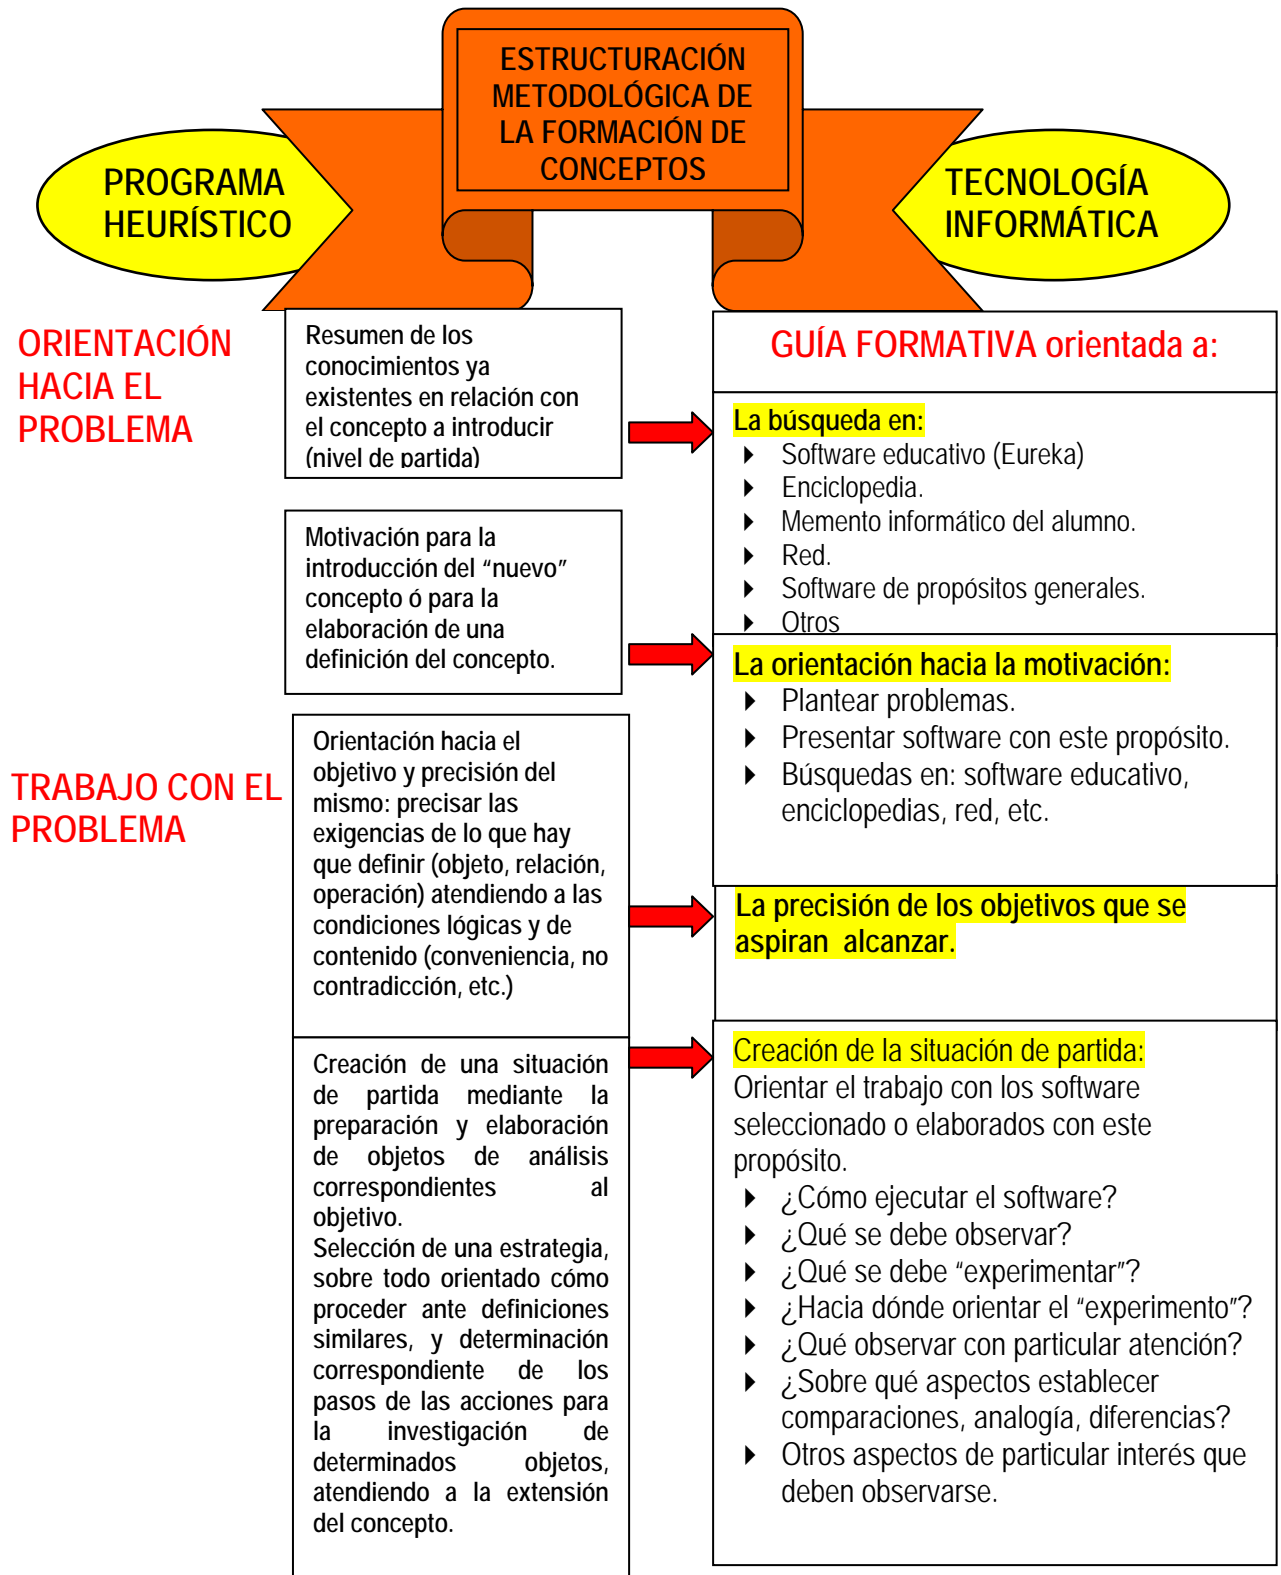 ESTRUCTURACIÓN
METODOLÓGICA DE
LA FORMACIÓN DE
CONCEPTOS
PROGRAMA
HEURÍSTICO
TECNOLOGÍA
INFORMÁTICA
ORIENTACIÓN
HACIA EL
PROBLEMA
Resumen de los
conocimientos ya
existentes en relación con
el concepto a introducir
(nivel de partida)
Motivación para la
introducción del “nuevo”
concepto ó para la
elaboración de una
definición del concepto.
GUÍA FORMATIVA orientada a:
La búsqueda en:
Software educativo (Eureka)
Enciclopedia.
Memento informático del alumno.
Red.
Software de propósitos generales.
Otros
La orientación hacia la motivación:
Plantear problemas.
Presentar software con este propósito.
Búsquedas en: software educativo,
enciclopedias, red, etc.
TRABAJO CON EL
PROBLEMA
Orientación hacia el
objetivo y precisión del
mismo: precisar las
exigencias de lo que hay
que definir (objeto, relación,
operación) atendiendo a las
condiciones lógicas y de
contenido (conveniencia, no
contradicción, etc.)
La precisión de los objetivos que se
aspiran alcanzar.
Creación de una situación
de partida mediante la
preparación y elaboración
de objetos de análisis
correspondientes al
objetivo.
Selección de una estrategia,
sobre todo orientado cómo
proceder ante definiciones
similares, y determinación
correspondiente de los
pasos de las acciones para
la investigación de
determinados objetos,
atendiendo a la extensión
del concepto.
Creación de la situación de partida:
Orientar el trabajo con los software
seleccionado o elaborados con este
propósito.
¿Cómo ejecutar el software?
¿Qué se debe observar?
¿Qué se debe “experimentar”?
¿Hacia dónde orientar el “experimento”?
¿Qué observar con particular atención?
¿Sobre qué aspectos establecer
comparaciones, analogía, diferencias?
Otros aspectos de particular interés que
deben observarse.